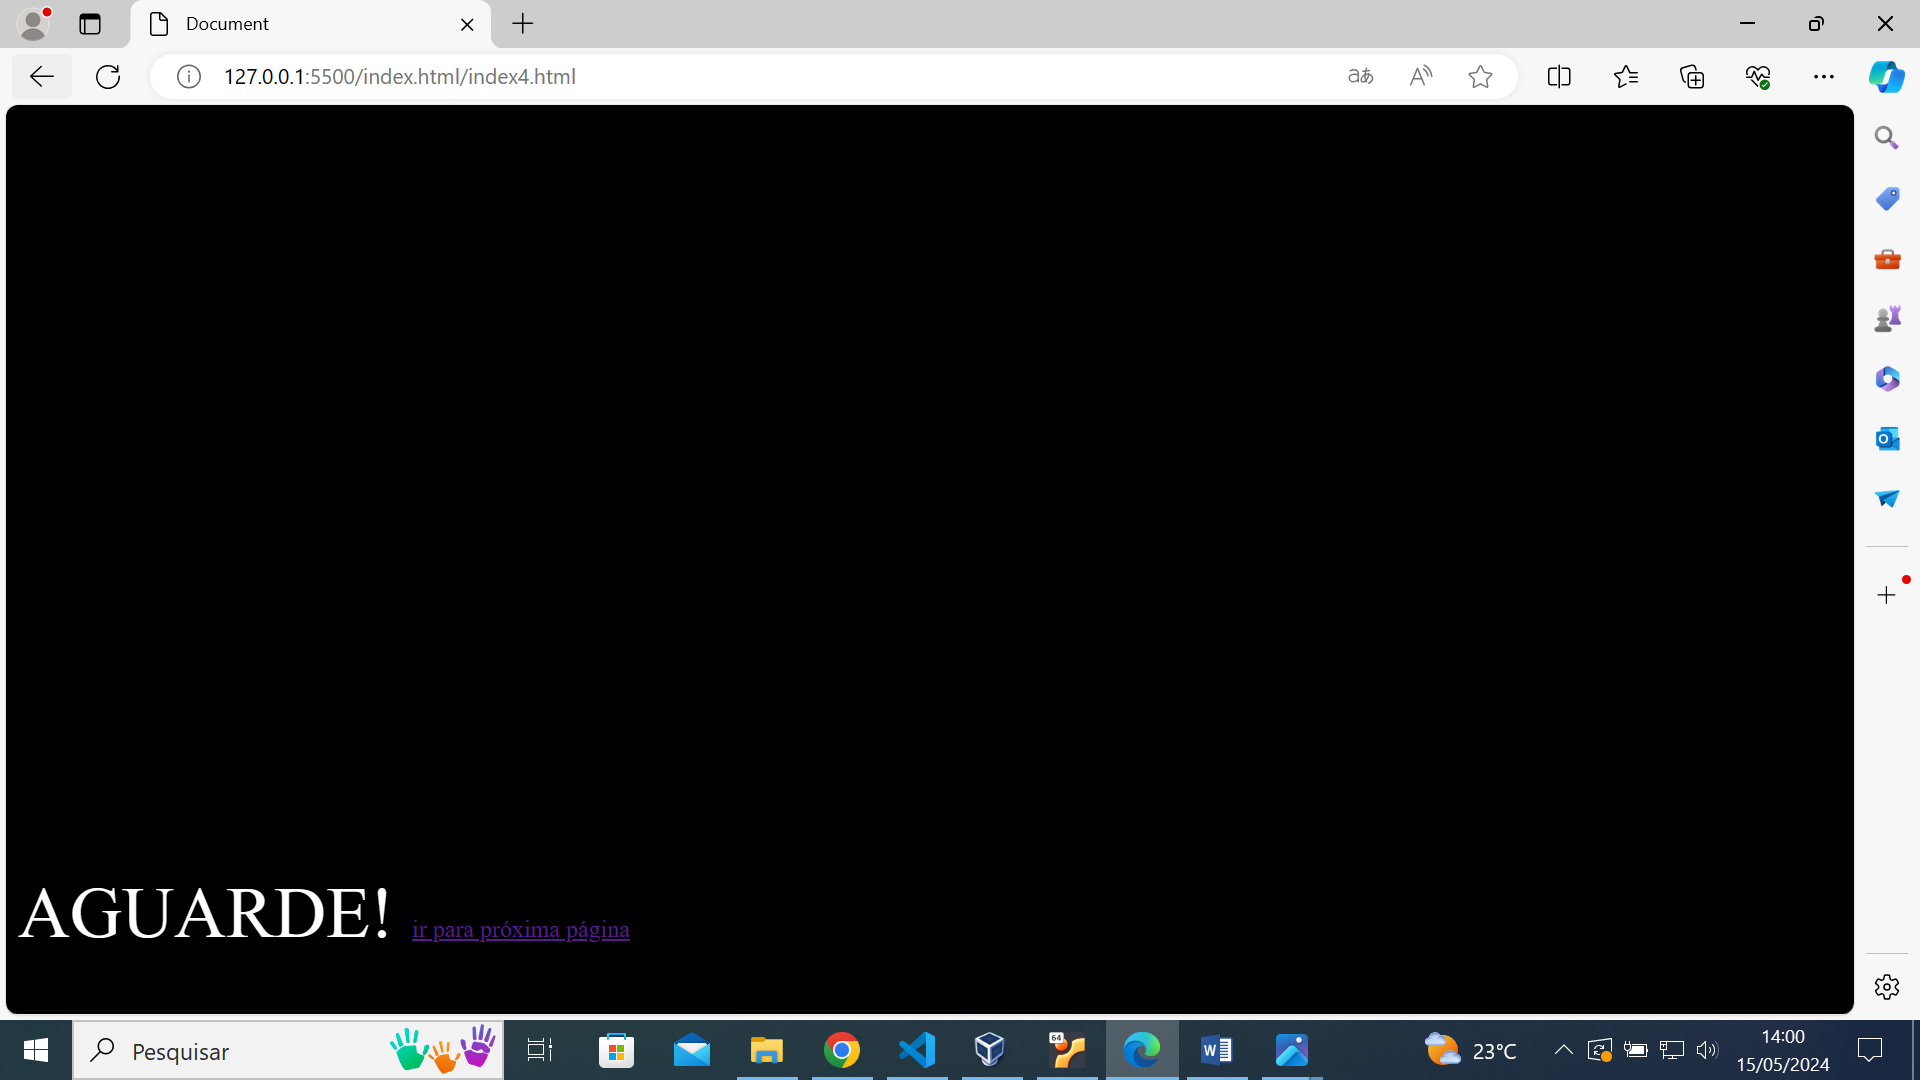 Document
127.0.0.1:5500/index.html/index4.html
AGUARDE! ir para próxima página
Pesquisar
64
23°C
14:00
15/05/2024